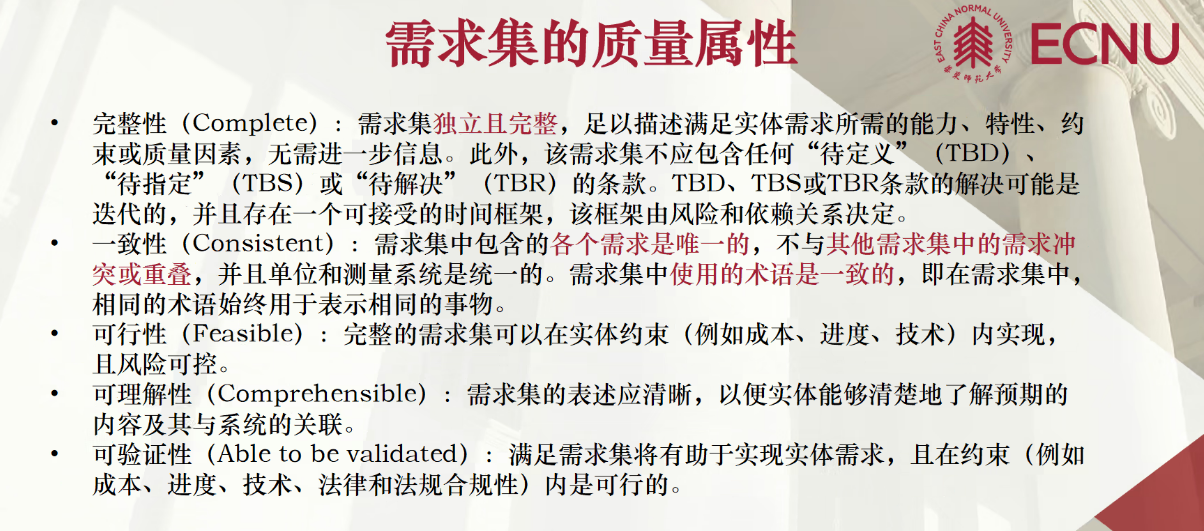 需求集的质量属性
EAST CHINA NORMAL UNIVERSITY
华东师范大学
ECNU
• 完整性（Complete）：需求集独立且完整，足以描述满足实体需求所需的能力、特性、约
束或质量因素，无需进一步信息。此外，该需求集不应包含任何“待定义”（TBD）、
“待指定”（TBS）或“待解决”（TBR）的条款。TBD、TBS或TBR条款的解决可能是
迭代的，并且存在一个可接受的时间框架，该框架由风险和依赖关系决定。
• 一致性（Consistent）：需求集中包含的各个需求是唯一的，不与其他需求集中的需求冲
突或重叠，并且单位和测量系统是统一的。需求集中使用的术语是一致的，即在需求集中，
相同的术语始终用于表示相同的事物。
• 可行性（Feasible）：完整的需求集可以在实体约束（例如成本、进度、技术）内实现，
且风险可控。
• 可理解性（Comprehensible）：需求集的表述应清晰，以便实体能够清楚地了解预期的
内容及其与系统的关联。
• 可验证性（Able to be validated）：满足需求集将有助于实现实体需求，且在约束（例如
成本、进度、技术、法律和法规合规性）内是可行的。